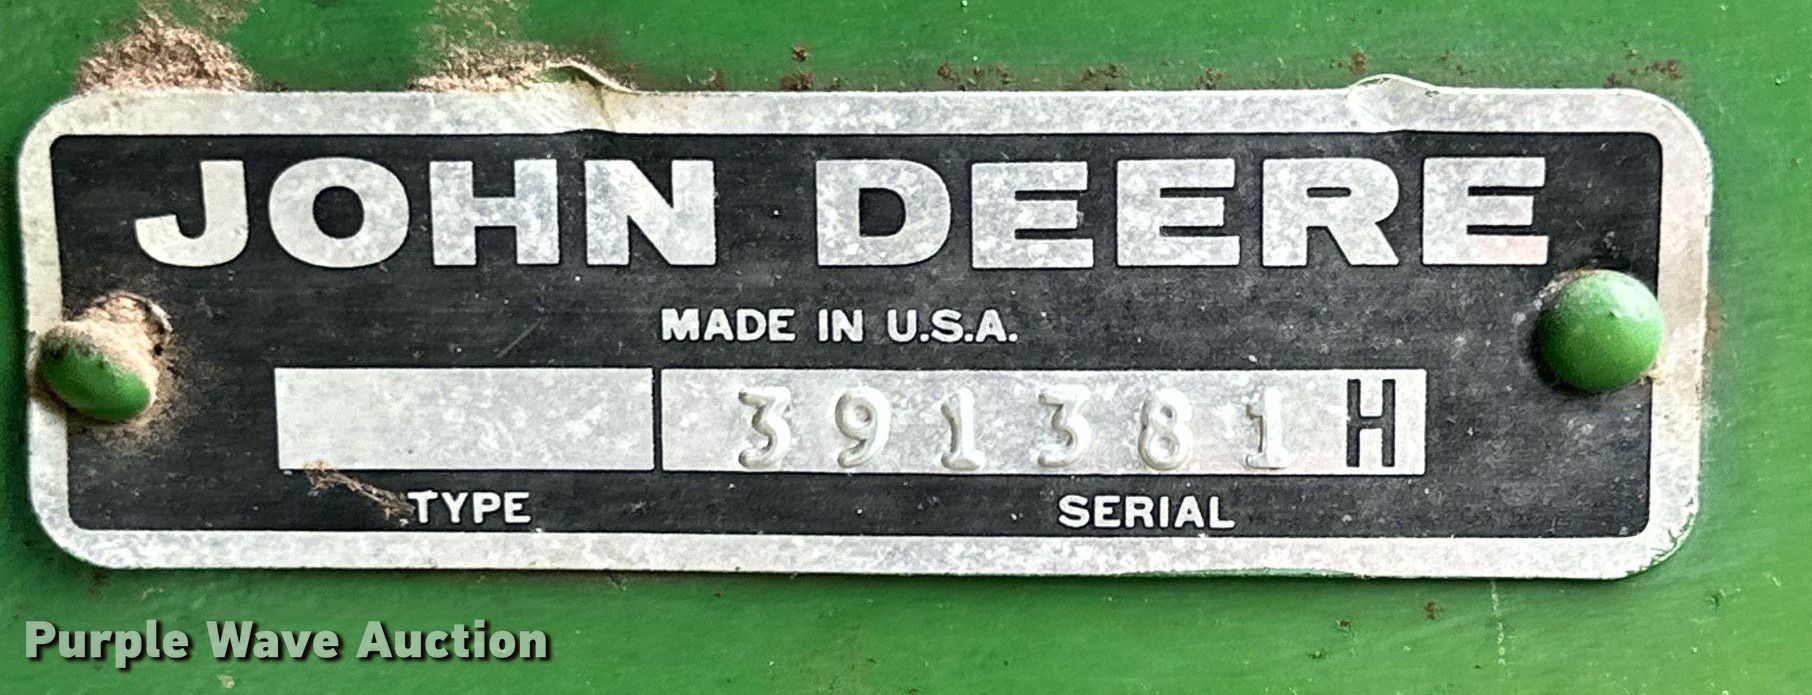 JOHN DEERE
MADE IN U.S.A.
391381H
TYPE SERIAL
Purple Wave Auction